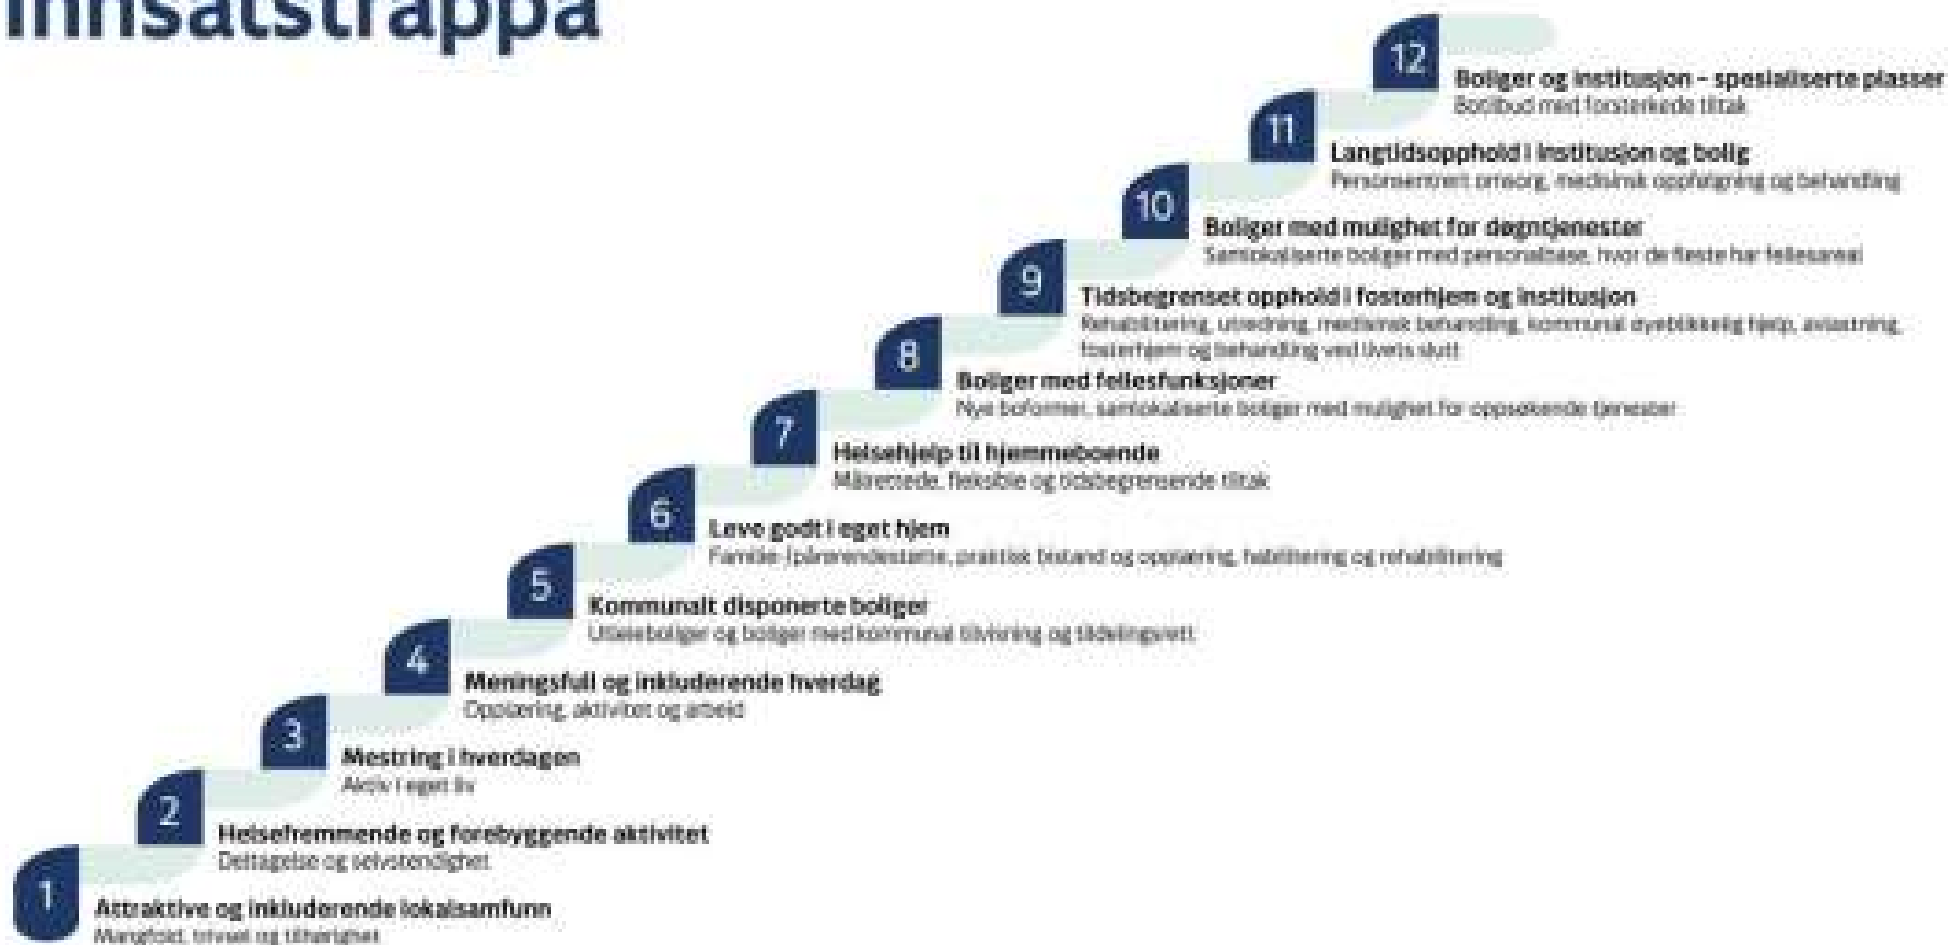 Innsatstrappa
12
Boliger og institusjon – spesialiserte plasser
Botilbud med forsterkede tiltak
11
Langtidsopphold i institusjon og bolig
Personsentrert omsorg, medisinsk oppfølgning og behandling
10
Boliger med mulighet for døgntjenester
Samlokaliserte boliger med personalbase, hvor de fleste har fellesareal
9
Tidsbegrenset opphold i fosterhjem og institusjon
Rehabilitering, utredning, medisinsk behandling, kommunal øyeblikkelig hjelp, avlastning,
fosterhjem og behandling ved livets slutt
8
Boliger med fellesfunksjoner
Nye boformer, samlokaliserte boliger med mulighet for oppsøkende tjenester
7
Helsehjelp til hjemmeboende
Målrettede, fleksible og tidsbegrensende tiltak
6
Leve godt i eget hjem
Familie-/pårørendestøtte, praktisk bistand og opplæring, habilitering og rehabilitering
5
Kommunalt disponerte boliger
Utleieboliger og boliger med kommunal tilvisning og tildelingsrett
4
Meningsfull og inkluderende hverdag
Opplæring, aktivitet og arbeid
3
Mestring i hverdagen
Aktiv i eget liv
2
Helsefremmende og forebyggende aktivitet
Deltagelse og selvstendighet
1
Attraktive og inkluderende lokalsamfunn
Mangfold, trivsel og tilhørighet